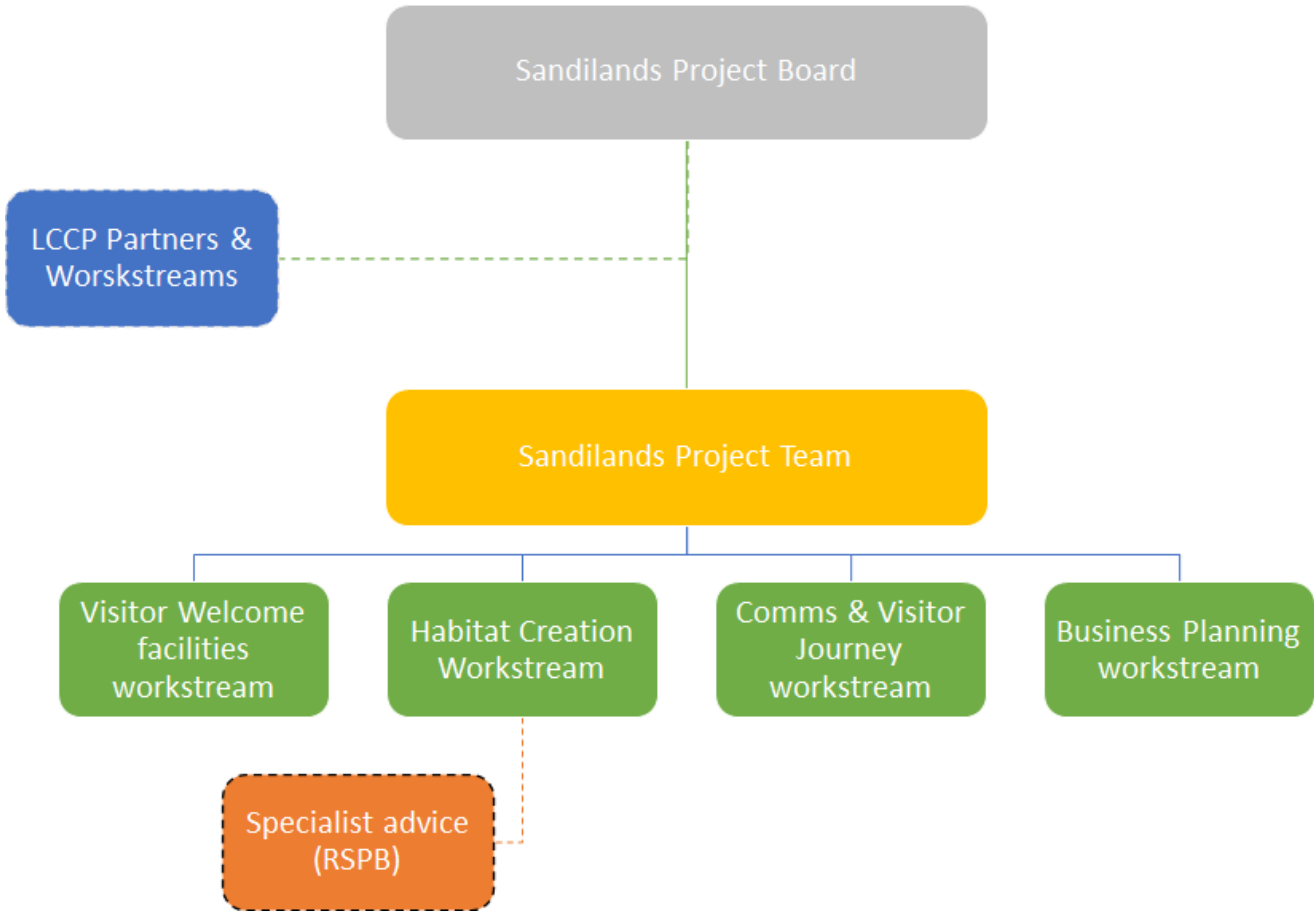 Sandilands Project Board
LCCP Partners &
Worskstreams
Sandilands Project Team
Visitor Welcome
facilities
workstream
Habitat Creation
Workstream
Comms & Visitor
Journey
workstream
Business Planning
workstream
Specialist advice
(RSPB)